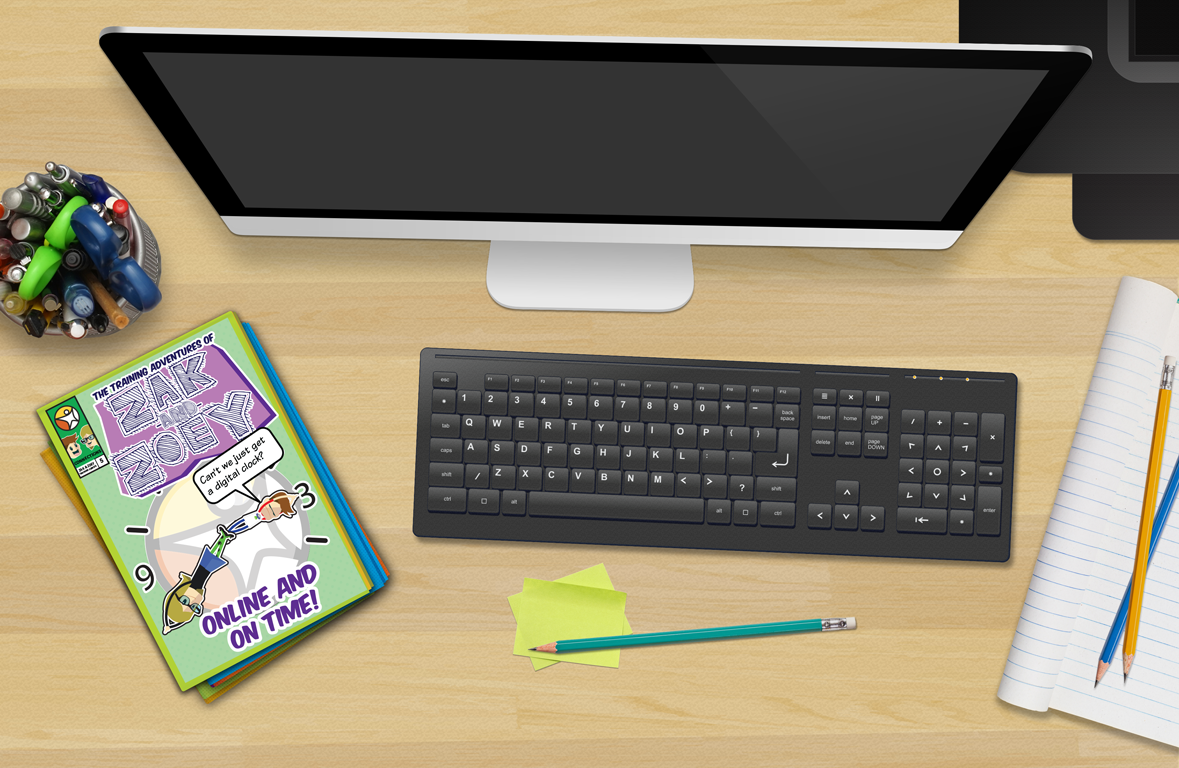 THE TRAINING ADVENTURES OF
ZAK
AND
ZOEY
5
Can't we just get
a digital clock?
3
9
ONLINE AND
ON TIME!
esc F1 F2 F3 F4 F5 F6 F7 F8 F9 F10 F11 F12
* 1 2 3 4 5 6 7 8 9 0 + - back space
tab Q W E R T Y U I O P { }
caps A S D F G H J K L : .
shift / Z X C V B N M < > ? shift
ctrl alt alt ctrl
insert home page UP
delete end page DOWN
/ + - ×
enter